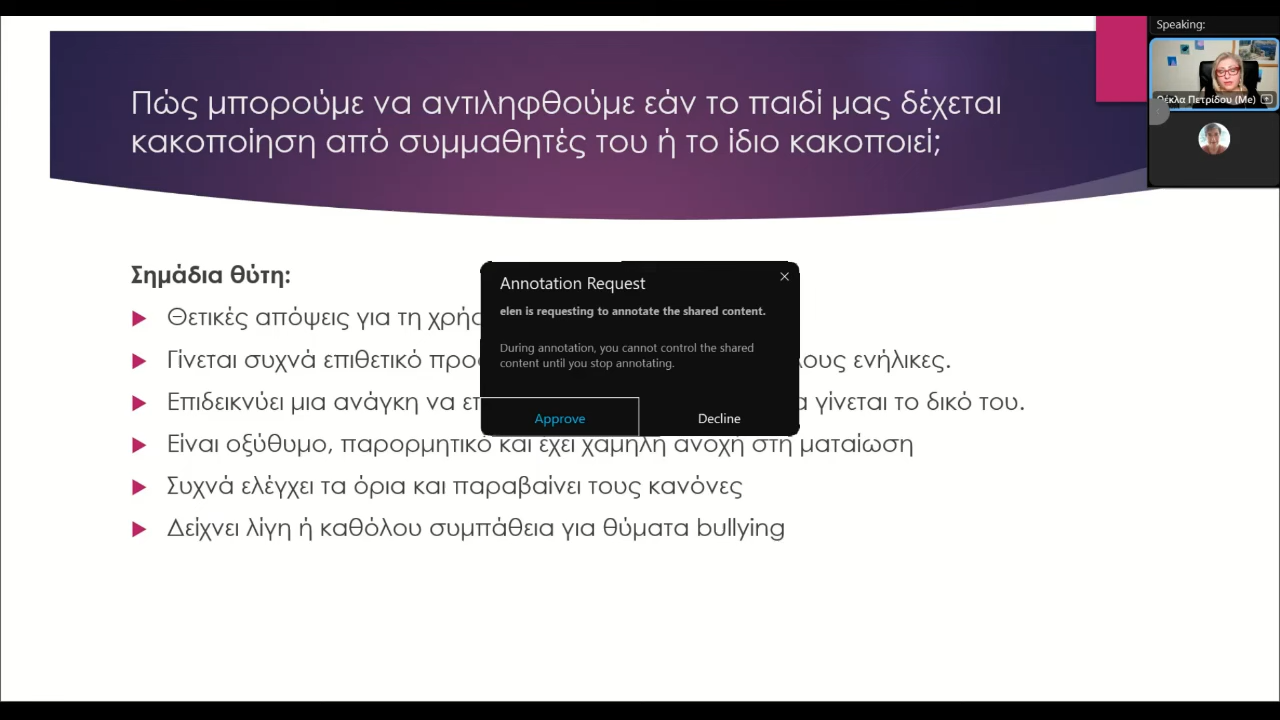 Speaking:
Θέκλα Πετρίδου (Me)
Πώς μπορούμε να αντιληφθούμε εάν το παιδί μας δέχεται
κακοποίηση από συμμαθητές του ή το ίδιο κακοποιεί;
Σημάδια θύτη:
Θετικές απόψεις για τη
Γίνεται συχνά επιθετικό ενήλικες.
Επιδεικνύει μια ανάγκη να γίνεται το δικό του.
Είναι οξύθυμο, παρορμητικό και έχει χαμηλή ανοχή στη ματαίωση
Συχνά ελέγχει τα όρια και παραβαίνει τους κανόνες
Δείχνει λίγη ή καθόλου συμπάθεια για θύματα bullying
Annotation Request
elen is requesting to annotate the shared content.
During annotation, you cannot control the shared
content until you stop annotating.
Approve Decline